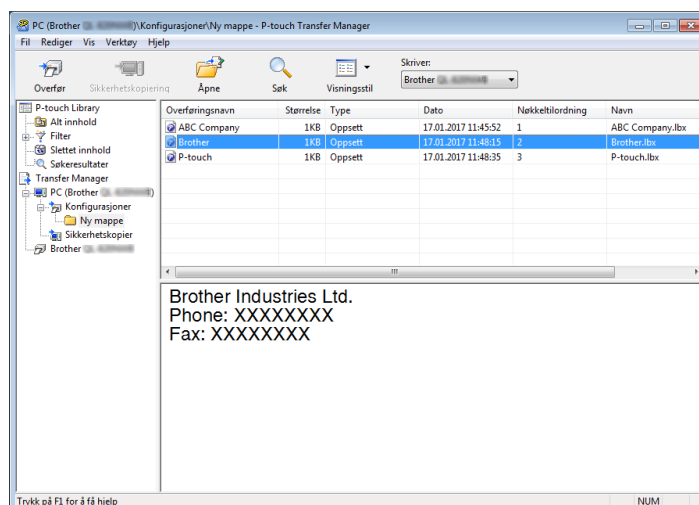 PC (Brother )\Konfigurasjoner\Ny mappe - P-touch Transfer Manager
Fil Rediger Vis Verktøy Hjelp
Overfør Sikkerhetskopiering Åpne Søk Visningsstil
Skriver:
Brother
P-touch Library
Alt innhold
Filter
Slettet innhold
Søkeresultater
Transfer Manager
PC (Brother )
Konfigurasjoner
Ny mappe
Sikkerhetskopier
Brother
Overføringsnavn Størrelse Type Dato Nøkkeltilordning Navn
ABC Company 1KB Oppsett 17.01.2017 11:45:52 1 ABC Company.lbx
Brother 1KB Oppsett 17.01.2017 11:48:15 2 Brother.lbx
P-touch 1KB Oppsett 17.01.2017 11:48:35 3 P-touch.lbx
Brother Industries Ltd.
Phone: XXXXXXXX
Fax: XXXXXXXX
Trykk på F1 for å få hjelp
NUM